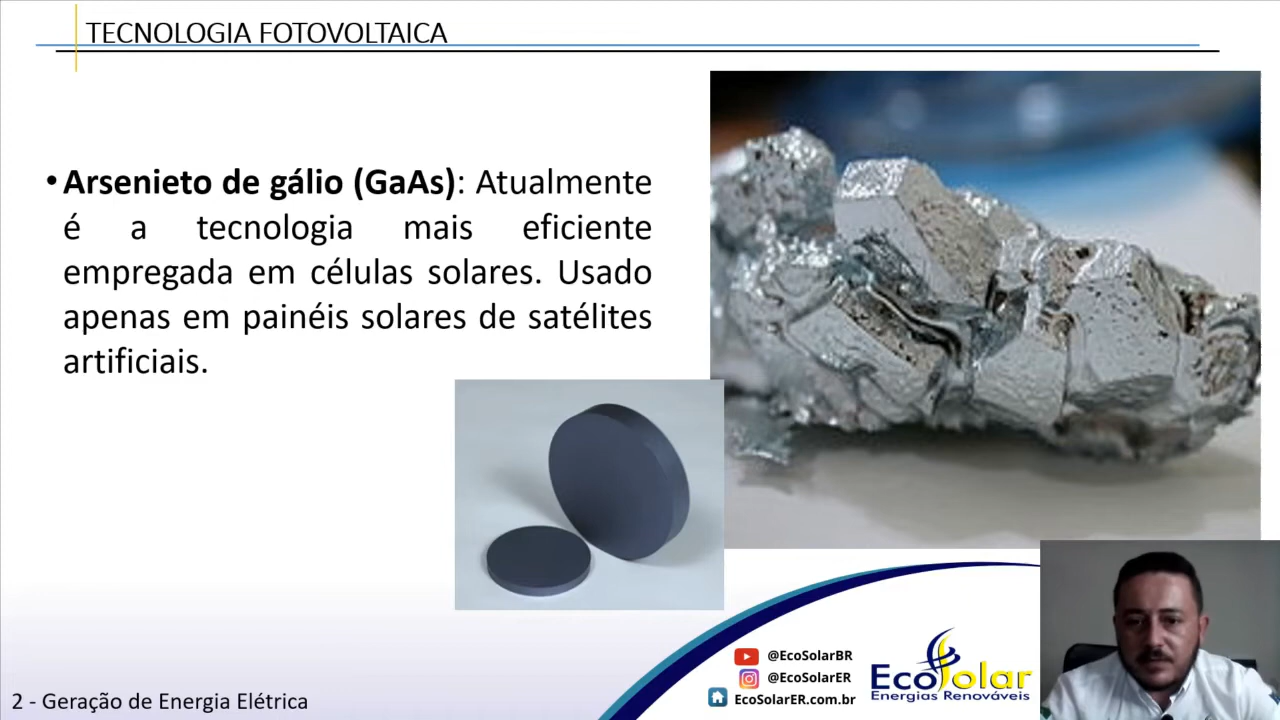 TECNOLOGIA FOTOVOLTAICA
• Arsenieto de gálio (GaAs): Atualmente
é a tecnologia mais eficiente
empregada em células solares. Usado
apenas em painéis solares de satélites
artificiais.
@EcoSolarBR
@EcoSolarER
EcoSolarER.com.br
EcoSolar
Energias Renováveis
2 - Geração de Energia Elétrica